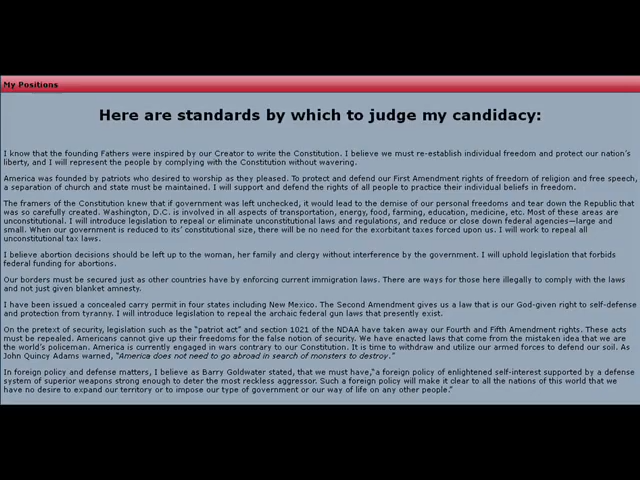 My Positions
Here are standards by which to judge my candidacy:
I know that the founding Fathers were inspired by our Creator to write the Constitution. I believe we must re-establish individual freedom and protect our nation's
liberty, and I will represent the people by complying with the Constitution without wavering.
America was founded by patriots who desired to worship as they pleased. To protect and defend our First Amendment rights of freedom of religion and free speech,
a separation of church and state must be maintained. I will support and defend the rights of all people to practice their individual beliefs in freedom.
The framers of the Constitution knew that if government was left unchecked, it would lead to the demise of our personal freedoms and tear down the Republic that
was so carefully created. Washington, D.C. is involved in all aspects of transportation, energy, food, farming, education, medicine, etc. Most of these areas are
unconstitutional. I will introduce legislation to repeal or eliminate unconstitutional laws and regulations, and reduce or close down federal agencies—large and
small. When our government is reduced to its' constitutional size, there will be no need for the exorbitant taxes forced upon us. I will work to repeal all
unconstitutional tax laws.
I believe abortion decisions should be left up to the woman, her family and clergy without interference by the government. I will uphold legislation that forbids
federal funding for abortions.
Our borders must be secured just as other countries have by enforcing current immigration laws. There are ways for those here illegally to comply with the laws
and not just given blanket amnesty.
I have been issued a concealed carry permit in four states including New Mexico. The Second Amendment gives us a law that is our God-given right to self-defense
and protection from tyranny. I will introduce legislation to repeal the archaic federal gun laws that presently exist.
On the pretext of security, legislation such as the "patriot act" and section 1021 of the NDAA have taken away our Fourth and Fifth Amendment rights. These acts
must be repealed. Americans cannot give up their freedoms for the false notion of security. We have enacted laws that come from the mistaken idea that we are
the world's policeman. America is currently engaged in wars contrary to our Constitution. It is time to withdraw and utilize our armed forces to defend our soil. As
John Quincy Adams warned, "America does not need to go abroad in search of monsters to destroy."
In foreign policy and defense matters, I believe as Barry Goldwater stated, that we must have,"a foreign policy of enlightened self-interest supported by a defense
system of superior weapons strong enough to deter the most reckless aggressor. Such a foreign policy will make it clear to all the nations of this world that we
have no desire to expand our territory or to impose our type of government or our way of life on any other people."